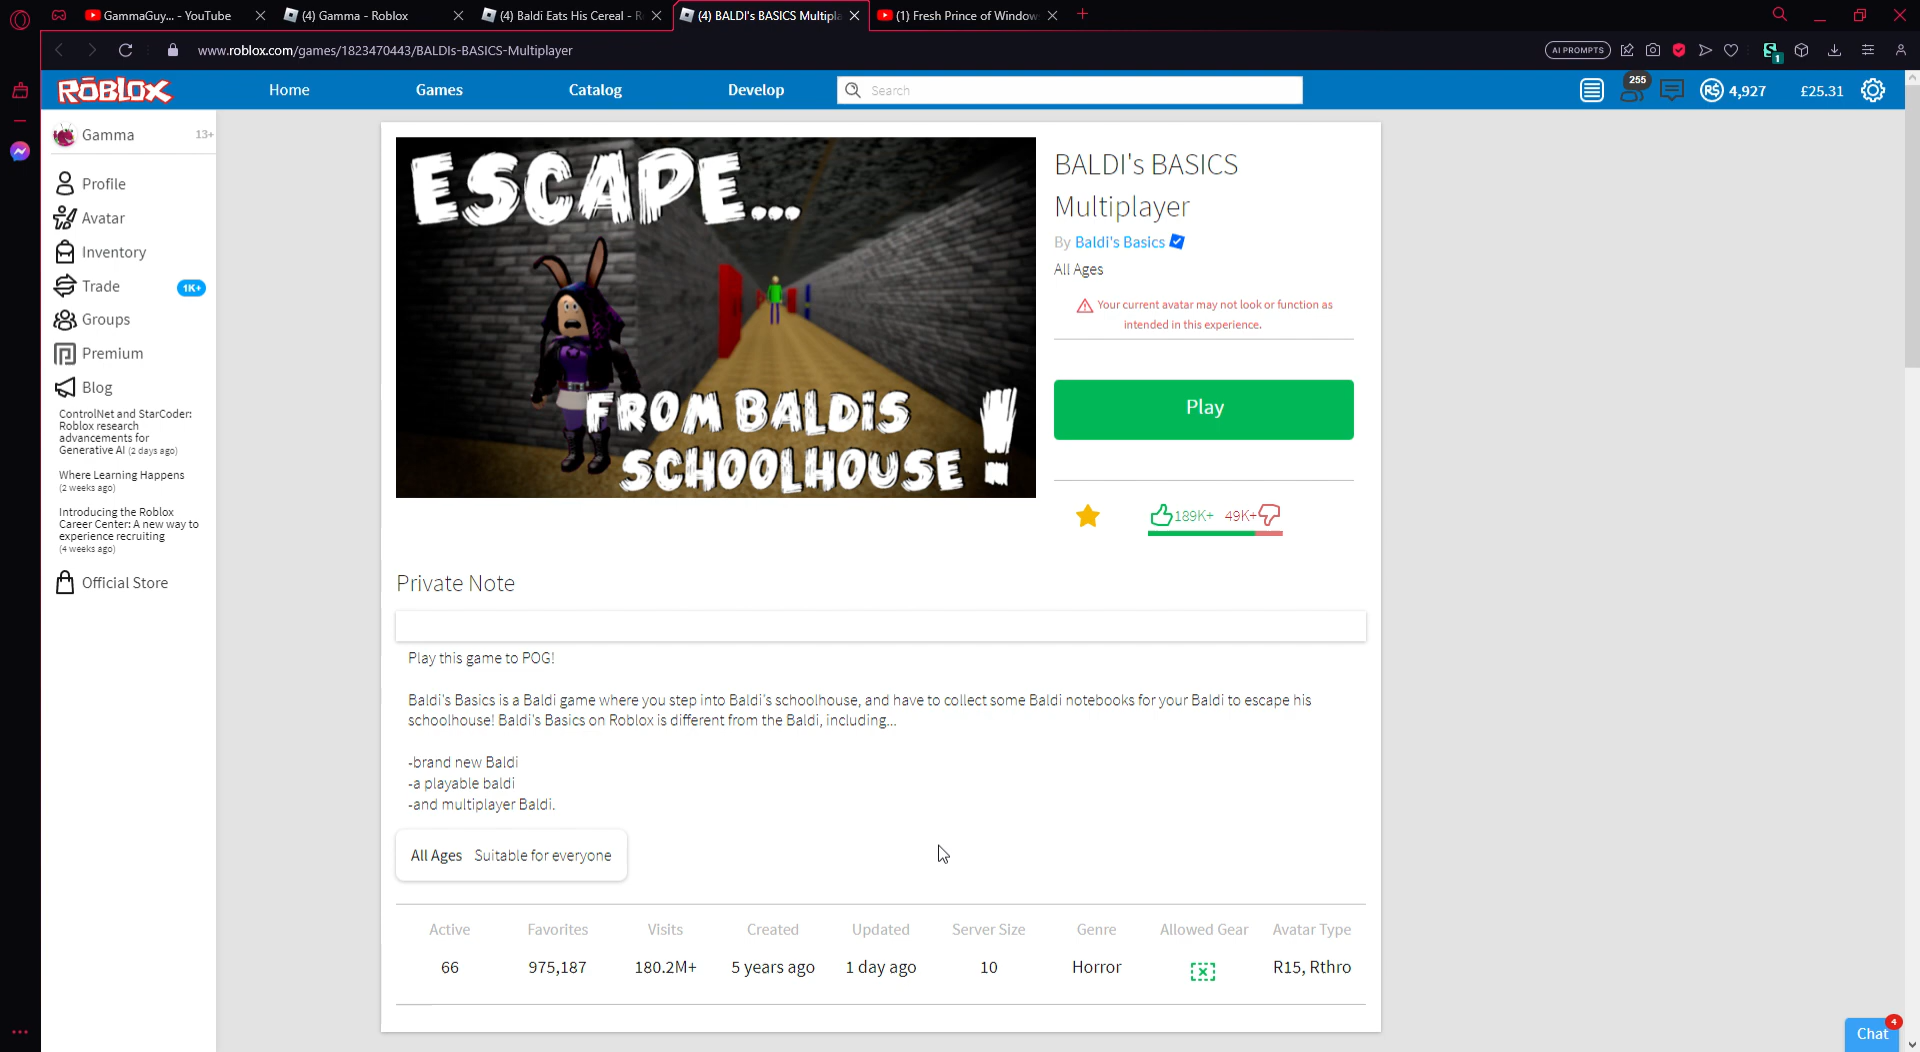 GammaGuy... - YouTube
(4) Gamma - Roblox
(4) Baldi Eats His Cereal - R
(4) BALDI's BASICS Multipla
(1) Fresh Prince of Window
www.roblox.com/games/1823470443/BALDIs-BASICS-Multiplayer
AI PROMPTS
1
ROBLOX
Home
Games
Catalog
Develop
Search
255
R$ 4,927
£25.31
Gamma
13+
Profile
Avatar
Inventory
Trade
1K+
Groups
Premium
Blog
ControlNet and StarCoder:
Roblox research
advancements for
Generative AI (2 days ago)
Where Learning Happens
(2 weeks ago)
Introducing the Roblox
Career Center: A new way to
experience recruiting
(4 weeks ago)
Official Store
ESCAPE...
FROM BALDIS
SCHOOLHOUSE!
BALDI's BASICS
Multiplayer
By Baldi's Basics
All Ages
Your current avatar may not look or function as
intended in this experience.
Play
189K+ 49K+
Private Note
Play this game to POG!
Baldi's Basics is a Baldi game where you step into Baldi's schoolhouse, and have to collect some Baldi notebooks for your Baldi to escape his
schoolhouse! Baldi's Basics on Roblox is different from the Baldi, including...
-brand new Baldi
-a playable baldi
-and multiplayer Baldi.
All Ages Suitable for everyone
Active Favorites Visits Created Updated Server Size Genre Allowed Gear Avatar Type
66 975,187 180.2M+ 5 years ago 1 day ago 10 Horror R15, Rthro
Chat
4